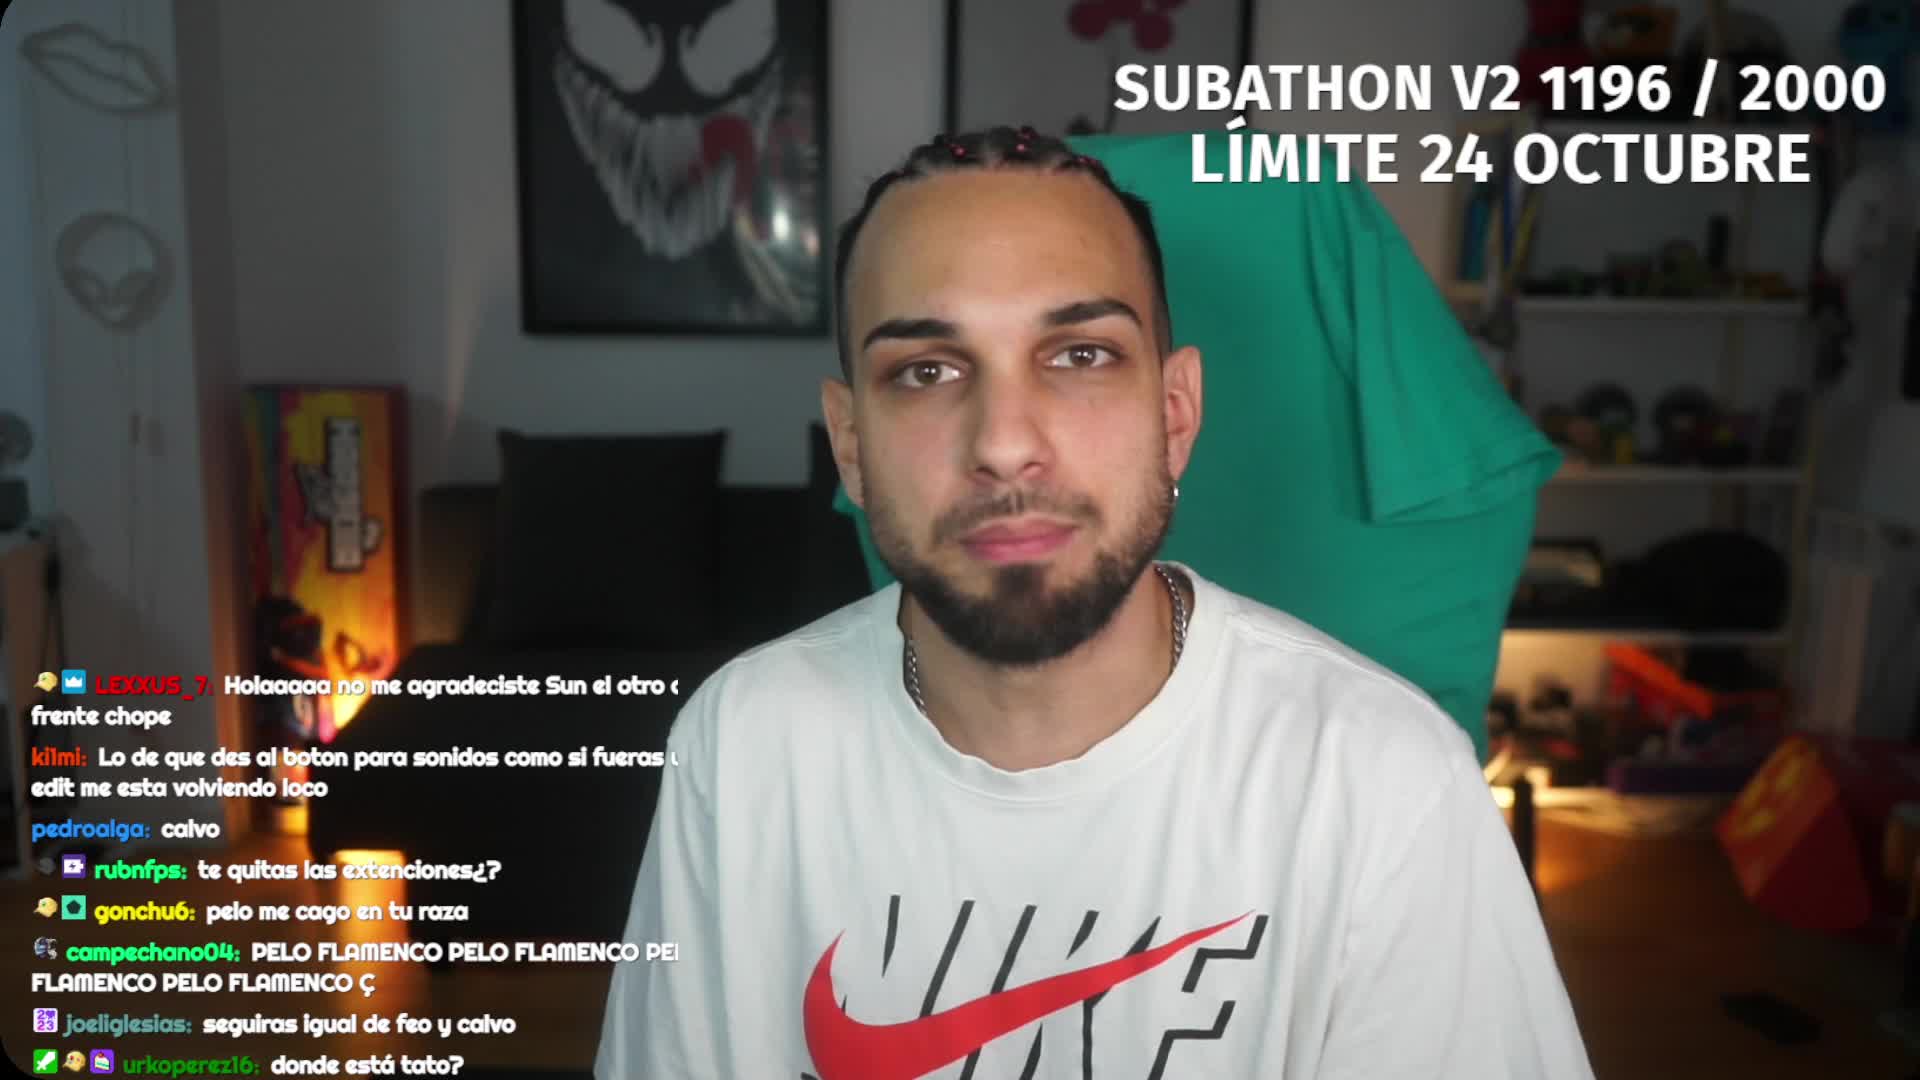 SUBATHON V2 1196 / 2000
LÍMITE 24 OCTUBRE
LEXXUS_7: Holaaaaa no me agradeciste Sun el otro
frente chope
ki1mi: Lo de que des al boton para sonidos como si fueras
edit me esta volviendo loco
pedroalga: calvo
rubnfps: te quitas las extenciones¿?
gonchu6: pelo me cago en tu raza
campechano04: PELO FLAMENCO PELO FLAMENCO
FLAMENCO PELO FLAMENCO Ç
joeliglesias: seguiras igual de feo y calvo
urkoperez16: donde está tato?
NIKE